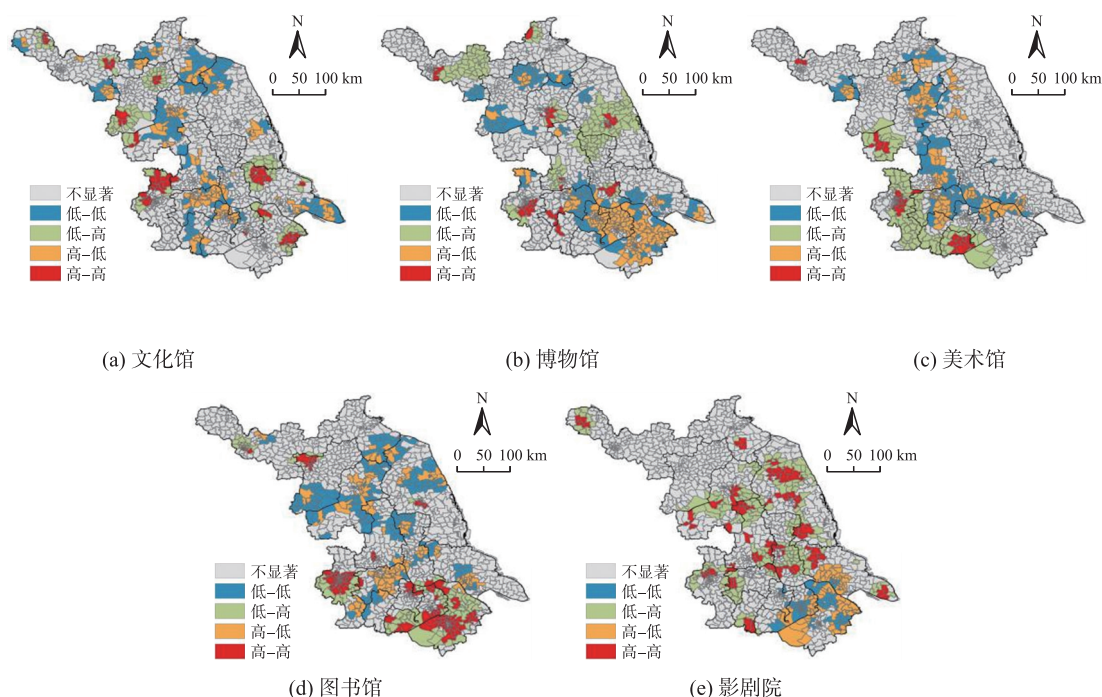 N
0 50 100 km
不显著
低–低
低–高
高–低
高–高
(a) 文化馆
N
0 50 100 km
不显著
低–低
低–高
高–低
高–高
(b) 博物馆
N
0 50 100 km
不显著
低–低
低–高
高–低
高–高
(c) 美术馆
N
0 50 100 km
不显著
低–低
低–高
高–低
高–高
(d) 图书馆
N
0 50 100 km
不显著
低–低
低–高
高–低
高–高
(e) 影剧院